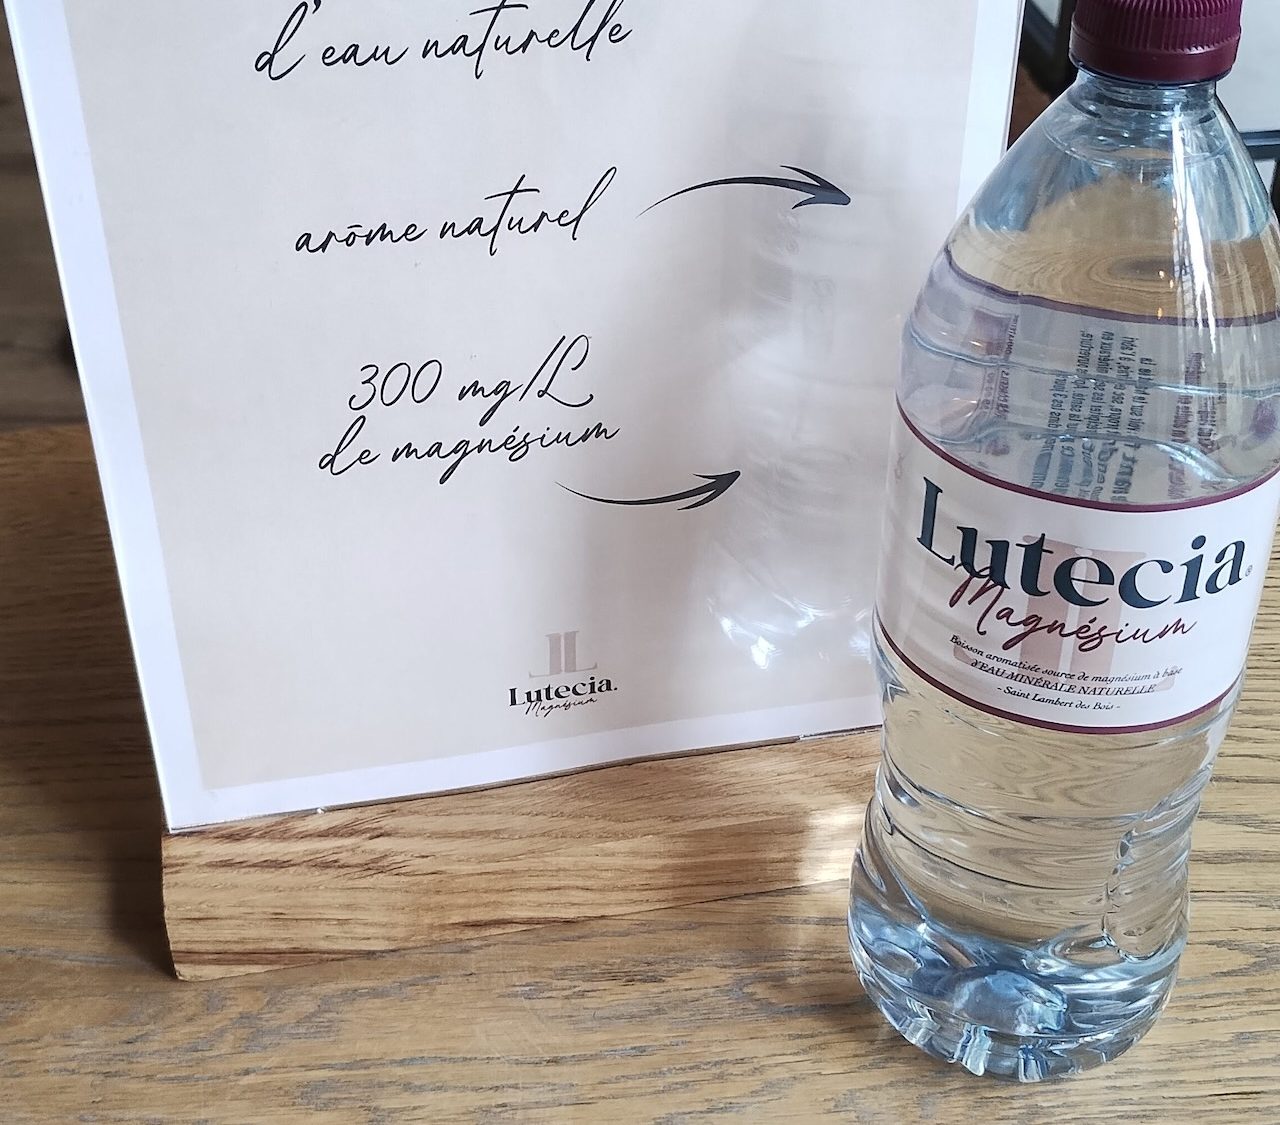 d'eau naturelle
arōme naturel
300 mg/L
de magnésium
Lutecia.
Magnésium
Lutecia®
Magnésium
Boisson aromatisée source de magnésium à base
d'EAU MINÉRALE NATURELLE
- Saint Lambert des Bois -